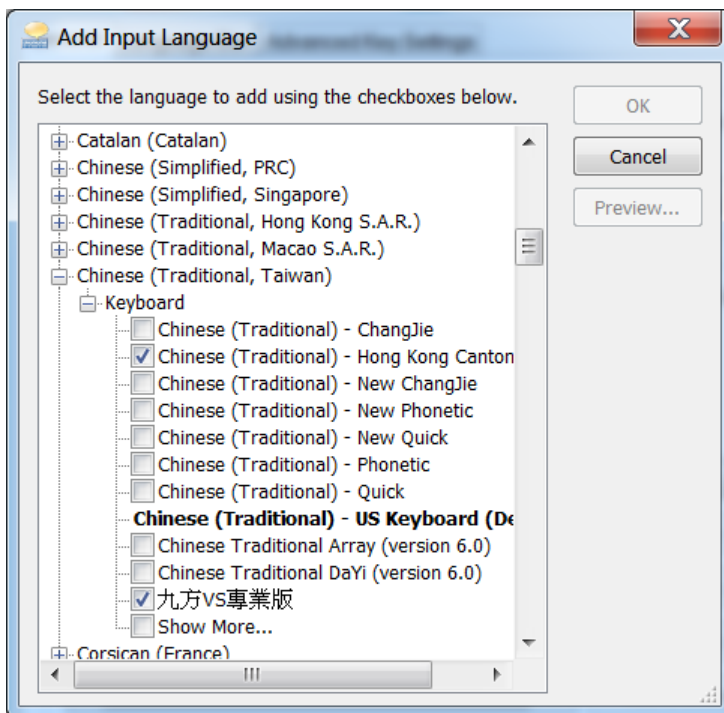 Add Input Language
Advanced Key Settings
Select the language to add using the checkboxes below.
OK
Cancel
Preview...
Catalan (Catalan)
Chinese (Simplified, PRC)
Chinese (Simplified, Singapore)
Chinese (Traditional, Hong Kong S.A.R.)
Chinese (Traditional, Macao S.A.R.)
Chinese (Traditional, Taiwan)
Keyboard
Chinese (Traditional) - ChangJie
Chinese (Traditional) - Hong Kong Canton
Chinese (Traditional) - New ChangJie
Chinese (Traditional) - New Phonetic
Chinese (Traditional) - New Quick
Chinese (Traditional) - Phonetic
Chinese (Traditional) - Quick
Chinese (Traditional) - US Keyboard (De
Chinese Traditional Array (version 6.0)
Chinese Traditional DaYi (version 6.0)
九方VS專業版
Show More...
Corsican (France)